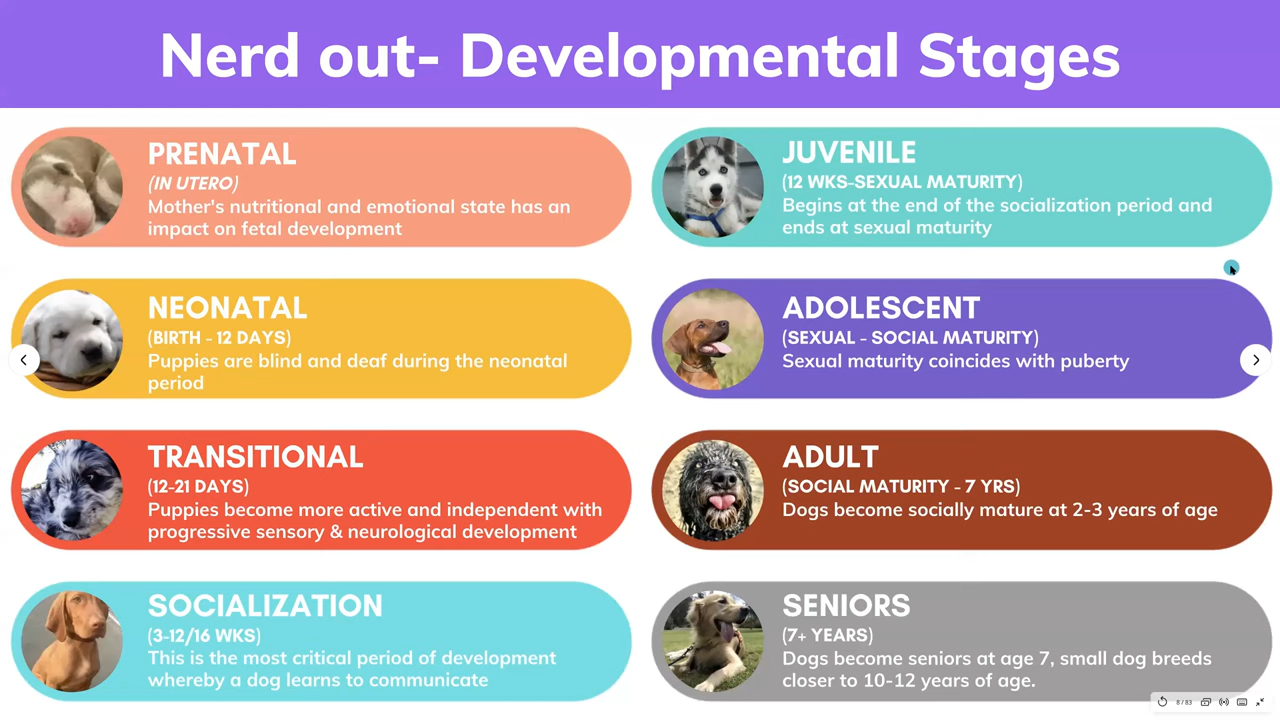 Nerd out- Developmental Stages
PRENATAL
(IN UTERO)
Mother's nutritional and emotional state has an
impact on fetal development
NEONATAL
(BIRTH - 12 DAYS)
Puppies are blind and deaf during the neonatal
period
TRANSITIONAL
(12-21 DAYS)
Puppies become more active and independent with
progressive sensory & neurological development
SOCIALIZATION
(3-12/16 WKS)
This is the most critical period of development
whereby a dog learns to communicate
JUVENILE
(12 WKS-SEXUAL MATURITY)
Begins at the end of the socialization period and
ends at sexual maturity
ADOLESCENT
(SEXUAL - SOCIAL MATURITY)
Sexual maturity coincides with puberty
ADULT
(SOCIAL MATURITY - 7 YRS)
Dogs become socially mature at 2-3 years of age
SENIORS
(7+ YEARS)
Dogs become seniors at age 7, small dog breeds
closer to 10-12 years of age.
8 / 83